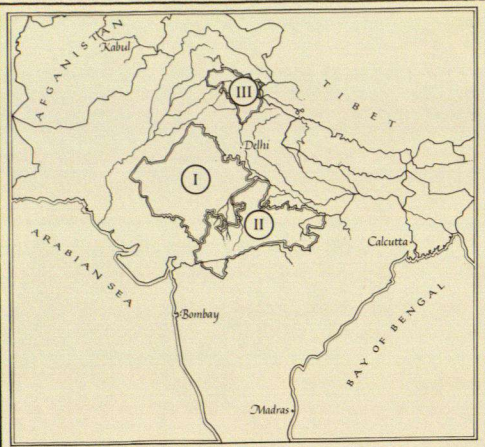 AFGANISTAN
Kabul
III
TIBET
Delhi
I
II
Calcutta
ARABIAN SEA
Bombay
BAY OF BENGAL
Madras